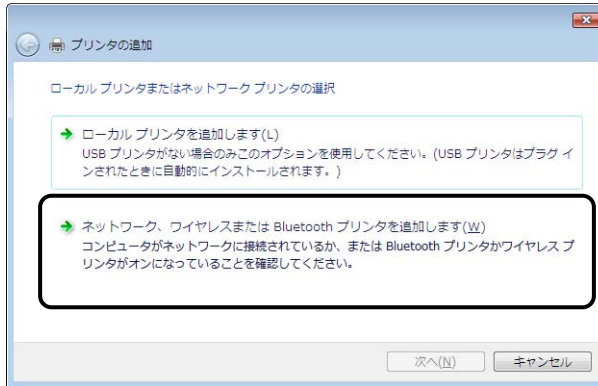 プリンタの追加
ローカル プリンタまたはネットワーク プリンタの選択
ローカル プリンタを追加します(L)
USB プリンタがない場合のみこのオプションを使用してください。(USB プリンタはプラグ イ
ンされたときに自動的にインストールされます。)
ネットワーク、ワイヤレスまたは Bluetooth プリンタを追加します(W)
コンピュータがネットワークに接続されているか、または Bluetooth プリンタかワイヤレス プ
リンタがオンになっていることを確認してください。
次へ(N) キャンセル